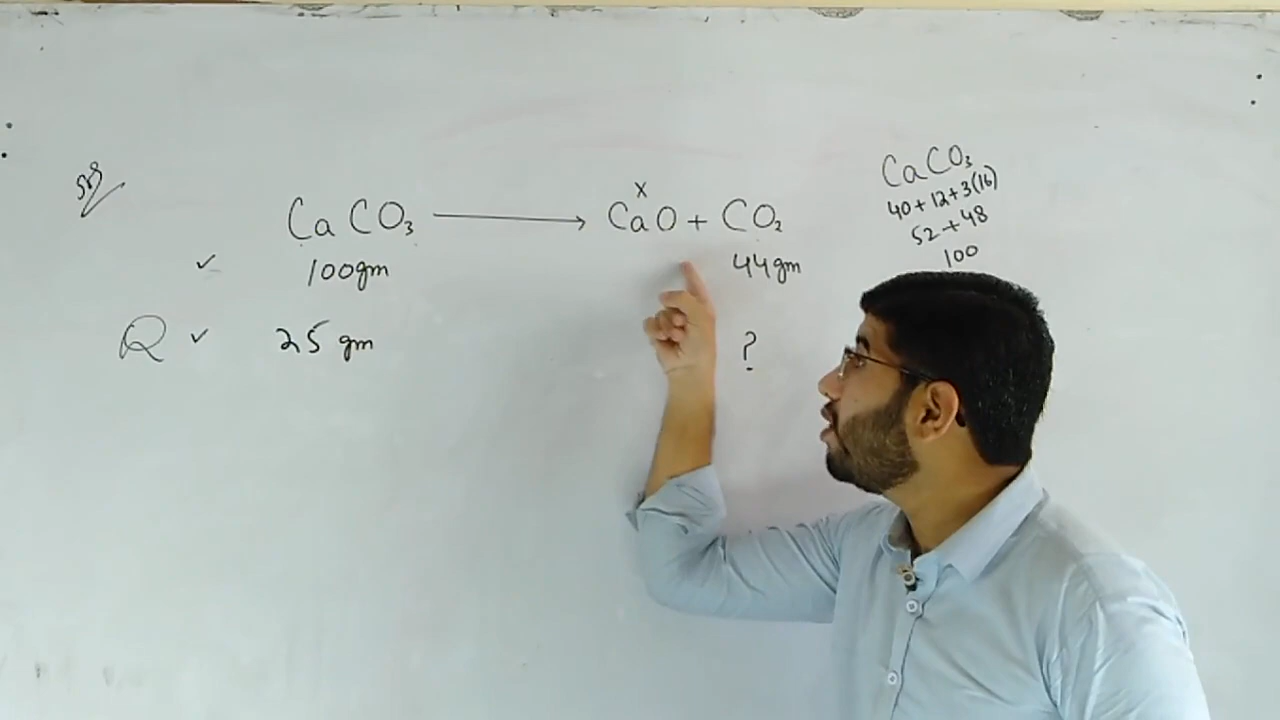 CaCO₃ ⟶ CaO + CO₂
x
✓ 100gm 44gm
Q ✓ 25 gm ?
CaCO₃
40+12+3(16)
52+48
100